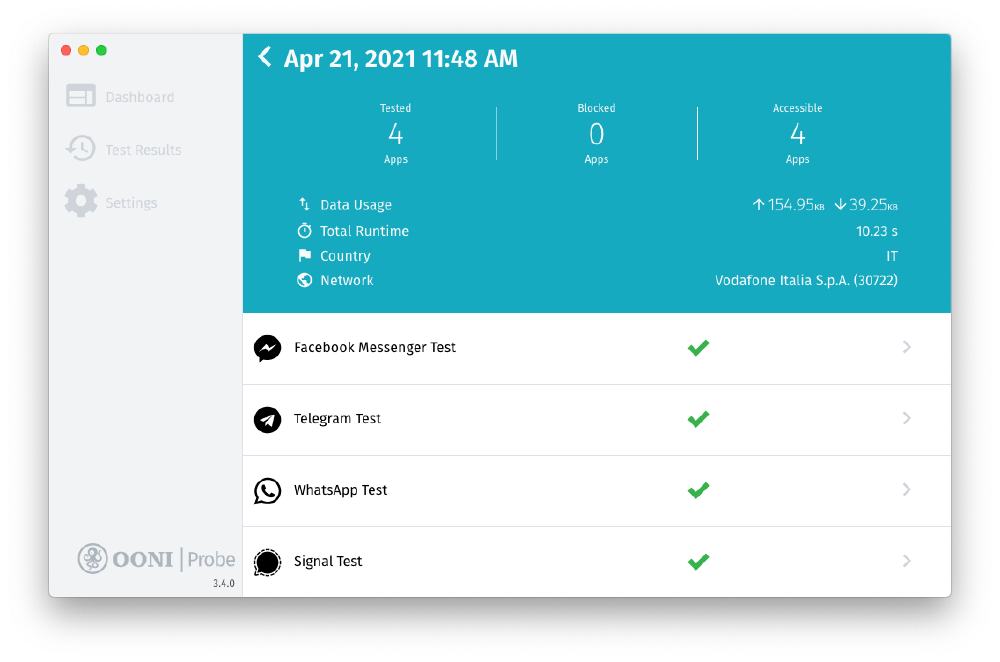 Apr 21, 2021 11:48 AM
Dashboard
Test Results
Settings
Tested
4
Apps
Blocked
0
Apps
Accessible
4
Apps
Data Usage 154.95KB 39.25KB
Total Runtime 10.23 s
Country IT
Network Vodafone Italia S.p.A. (30722)
Facebook Messenger Test
Telegram Test
WhatsApp Test
Signal Test
OONI Probe
3.4.0